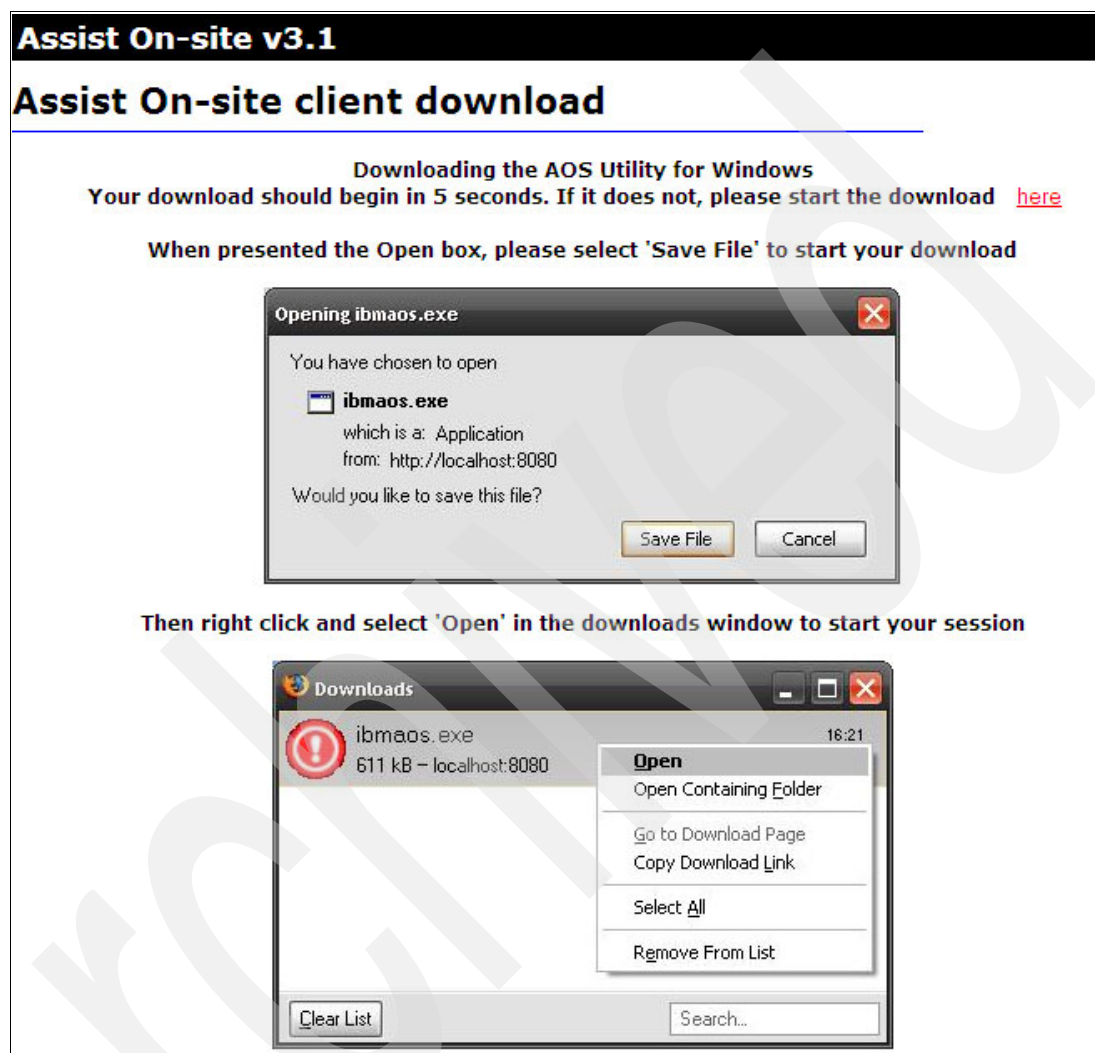 Assist On-site v3.1
Assist On-site client download
Downloading the AOS Utility for Windows
Your download should begin in 5 seconds. If it does not, please start the download here
When presented the Open box, please select 'Save File' to start your download
Opening ibmaos.exe
You have chosen to open
ibmaos.exe
which is a: Application
from: http://localhost:8080
Would you like to save this file?
Save File Cancel
Then right click and select 'Open' in the downloads window to start your session
Downloads
ibmaos.exe 16:21
611 kB – localhost:8080
Open
Open Containing Folder
Go to Download Page
Copy Download Link
Select All
Remove From List
Clear List Search...
rchived